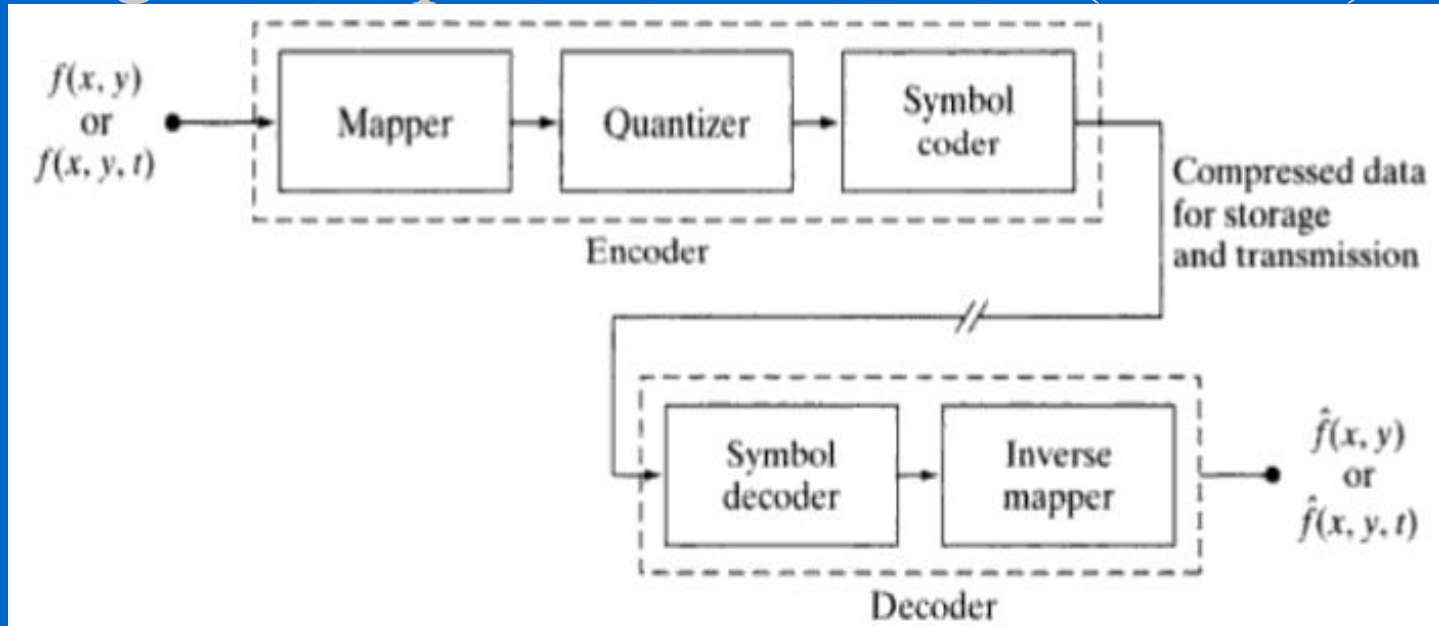 f(x, y)
or
f(x, y, t)
Mapper
Quantizer
Symbol
coder
Encoder
Compressed data
for storage
and transmission
Symbol
decoder
Inverse
mapper
Decoder
f̂(x, y)
or
f̂(x, y, t)